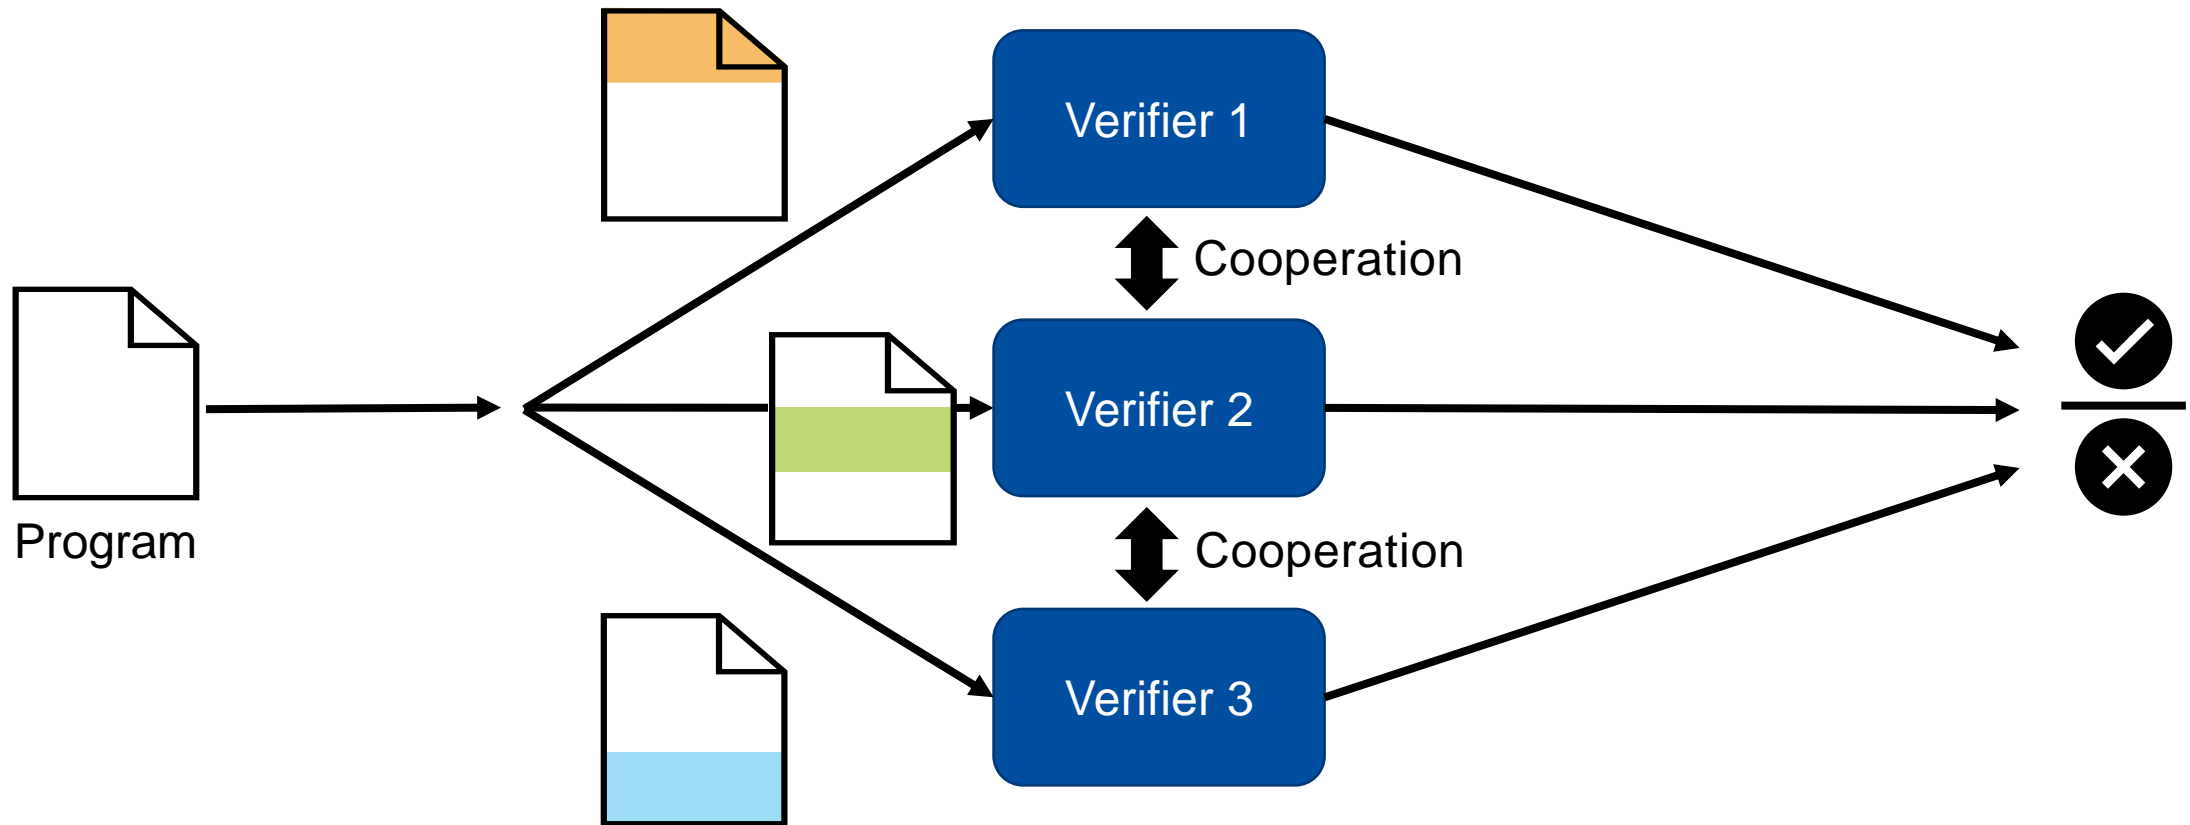 Verifier 1
Cooperation
Verifier 2
Program
Cooperation
Verifier 3